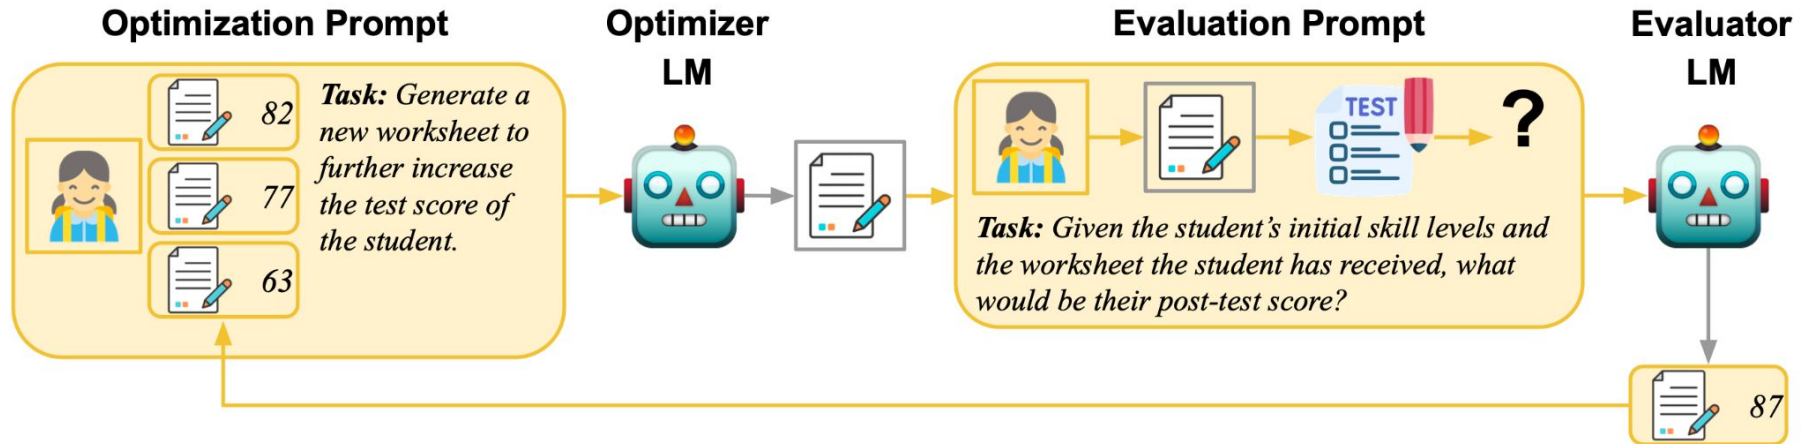 Optimization Prompt
Optimizer
LM
Evaluation Prompt
Evaluator
LM
82
77
63
Task: Generate a
new worksheet to
further increase
the test score of
the student.
TEST
?
Task: Given the student’s initial skill levels and
the worksheet the student has received, what
would be their post-test score?
87